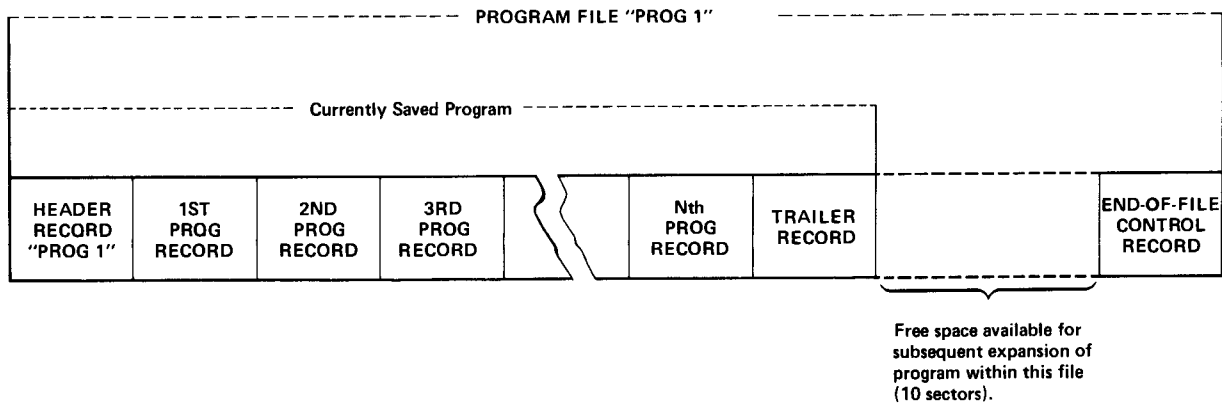 PROGRAM FILE "PROG 1"
Currently Saved Program
HEADER
RECORD
"PROG 1"
1ST
PROG
RECORD
2ND
PROG
RECORD
3RD
PROG
RECORD
Nth
PROG
RECORD
TRAILER
RECORD
END-OF-FILE
CONTROL
RECORD
Free space available for
subsequent expansion of
program within this file
(10 sectors).